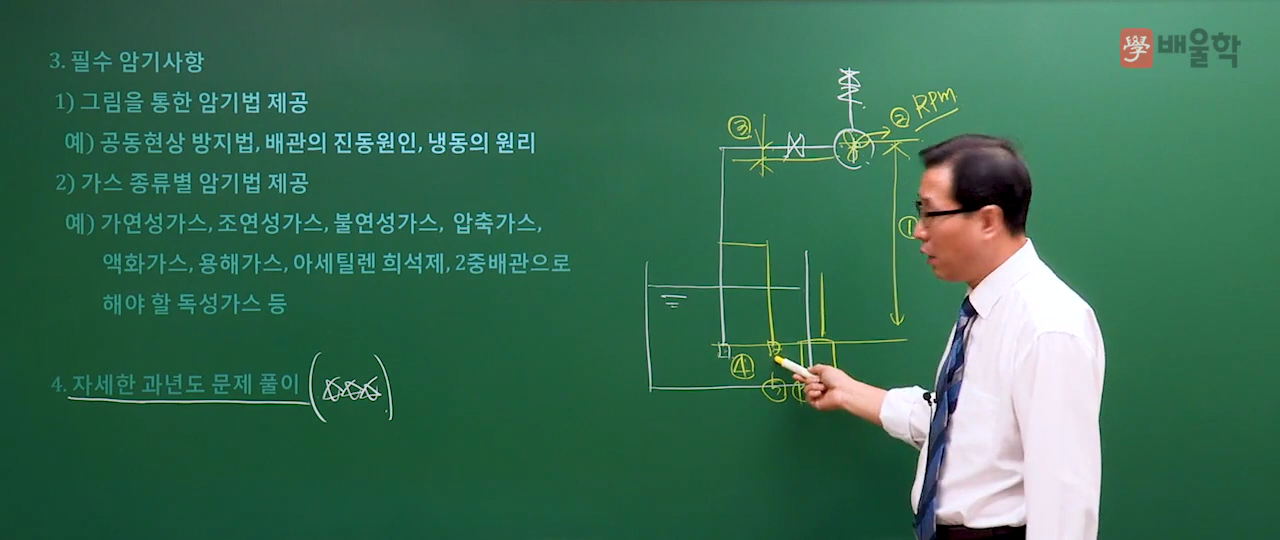 3. 필수 암기사항
1) 그림을 통한 암기법 제공
예) 공동현상 방지법, 배관의 진동원인, 냉동의 원리
2) 가스 종류별 암기법 제공
예) 가연성가스, 조연성가스, 불연성가스, 압축가스,
액화가스, 용해가스, 아세틸렌 희석제, 2중배관으로
해야 할 독성가스 등
4. 자세한 과년도 문제 풀이 (☆☆☆)
學 배울학
② RPM
③
①
④